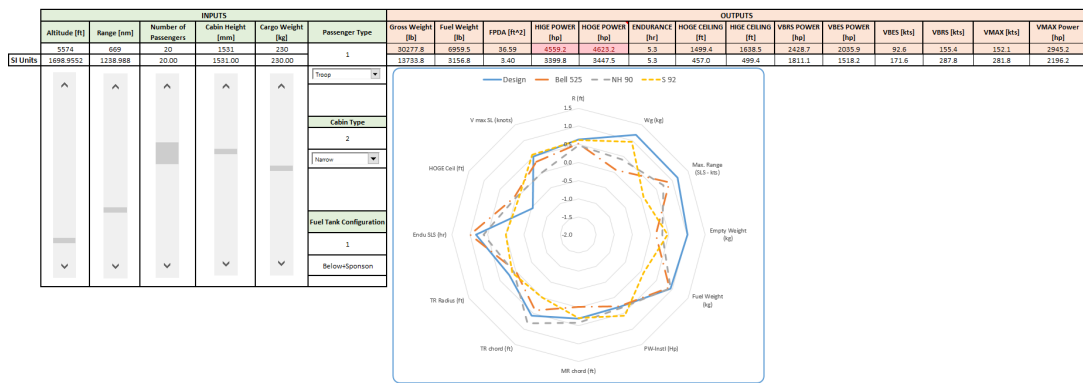 INPUTS OUTPUTS
Altitude [ft] Range [nm] Number of Passengers Cabin Height [mm] Cargo Weight [kg] Passenger Type Gross Weight [lb] Fuel Weight [lb] FPDA [ft^2] HIGE POWER [hp] HOGE POWER [hp] ENDURANCE [hr] HOGE CEILING [ft] HIGE CEILING [ft] VBRS POWER [hp] VBES POWER [hp] VBES [kts] VBRS [kts] VMAX [kts] VMAX Power [hp]
5574 669 20 1531 230 1 30277.8 6959.5 36.59 4559.2 4623.2 5.3 1499.4 1638.5 2428.7 2035.9 92.6 155.4 152.1 2945.2
SI Units 1698.9552 1238.988 20.00 1531.00 230.00 13733.8 3156.8 3.40 3399.8 3447.5 5.3 457.0 499.4 1811.1 1518.2 171.6 287.8 281.8 2196.2
Troop
Cabin Type
2
Narrow
Fuel Tank Configuration
1
Below+Sponson
Design Bell 525 NH 90 S 92
R (ft)
Wg (kg)
Max. Range (SLS - kts)
Empty Weight (kg)
Fuel Weight (kg)
PW-Instl (Hp)
MR chord (ft)
TR chord (ft)
TR Radius (ft)
Endu SLS (hr)
HOGE Ceil (ft)
V max SL (knots)
1.5
1.0
0.5
0.0
-0.5
-1.0
-1.5
-2.0